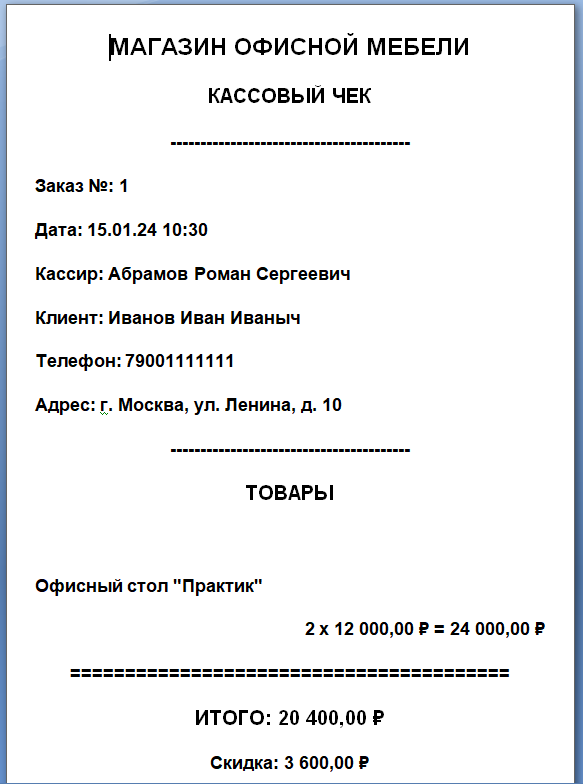 МАГАЗИН ОФИСНОЙ МЕБЕЛИ
КАССОВЫЙ ЧЕК
----------------------------------------
Заказ №: 1
Дата: 15.01.24 10:30
Кассир: Абрамов Роман Сергеевич
Клиент: Иванов Иван Иваныч
Телефон: 79001111111
Адрес: г. Москва, ул. Ленина, д. 10
----------------------------------------
ТОВАРЫ
Офисный стол "Практик"
2 x 12 000,00 ₽ = 24 000,00 ₽
========================================
ИТОГО: 20 400,00 ₽
Скидка: 3 600,00 ₽